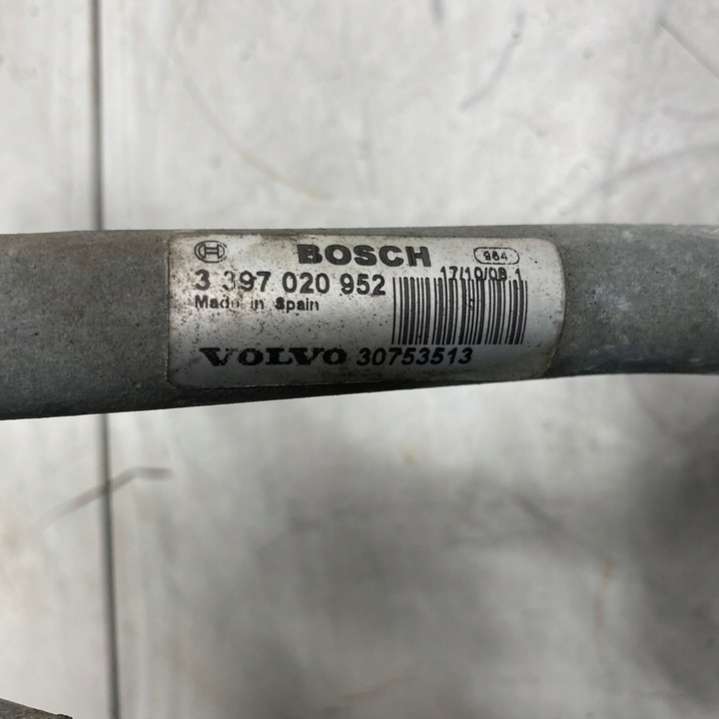 BOSCH 984
3 397 020 952 17/10/08 1
Made in Spain
VOLVO 30753513